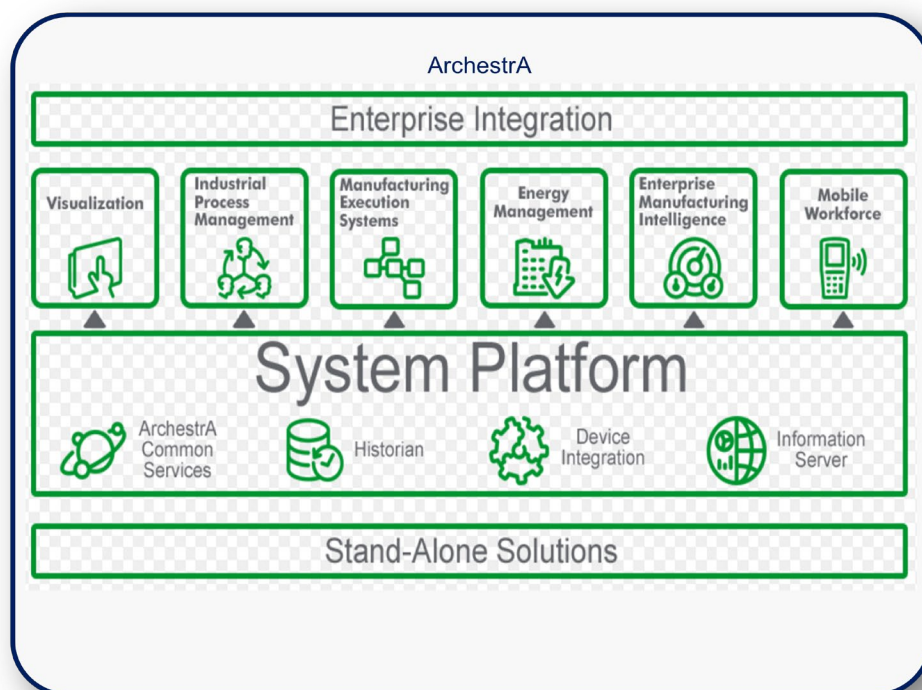 ArchestrA
Enterprise Integration
Visualization
Industrial
Process
Management
Manufacturing
Execution
Systems
Energy
Management
Enterprise
Manufacturing
Intelligence
Mobile
Workforce
System Platform
ArchestrA
Common
Services
Historian
Device
Integration
Information
Server
Stand-Alone Solutions